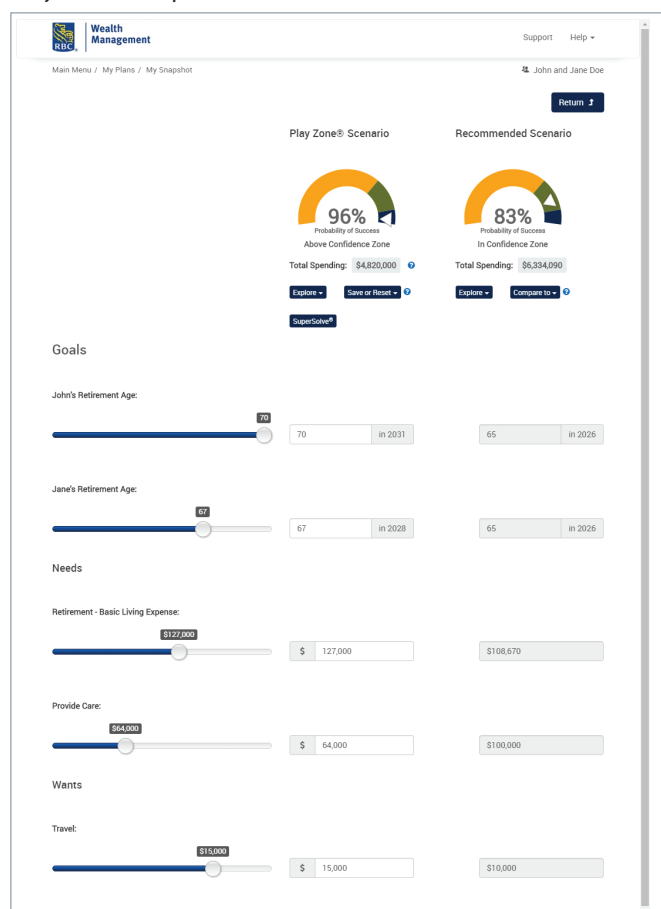 RBC
Wealth
Management
Support Help
Main Menu / My Plans / My Snapshot
John and Jane Doe
Return
Play Zone® Scenario
Recommended Scenario
96%
Probability of Success
Above Confidence Zone
83%
Probability of Success
In Confidence Zone
Total Spending: $4,820,000 ?
Total Spending: $6,334,090
Explore Save or Reset ?
Explore Compare to ?
SuperSolve®
Goals
John's Retirement Age:
70
70 in 2031
65 in 2026
Jane's Retirement Age:
67
67 in 2028
65 in 2026
Needs
Retirement - Basic Living Expense:
$127,000
$ 127,000
$108,670
Provide Care:
$64,000
$ 64,000
$100,000
Wants
Travel:
$15,000
$ 15,000
$10,000